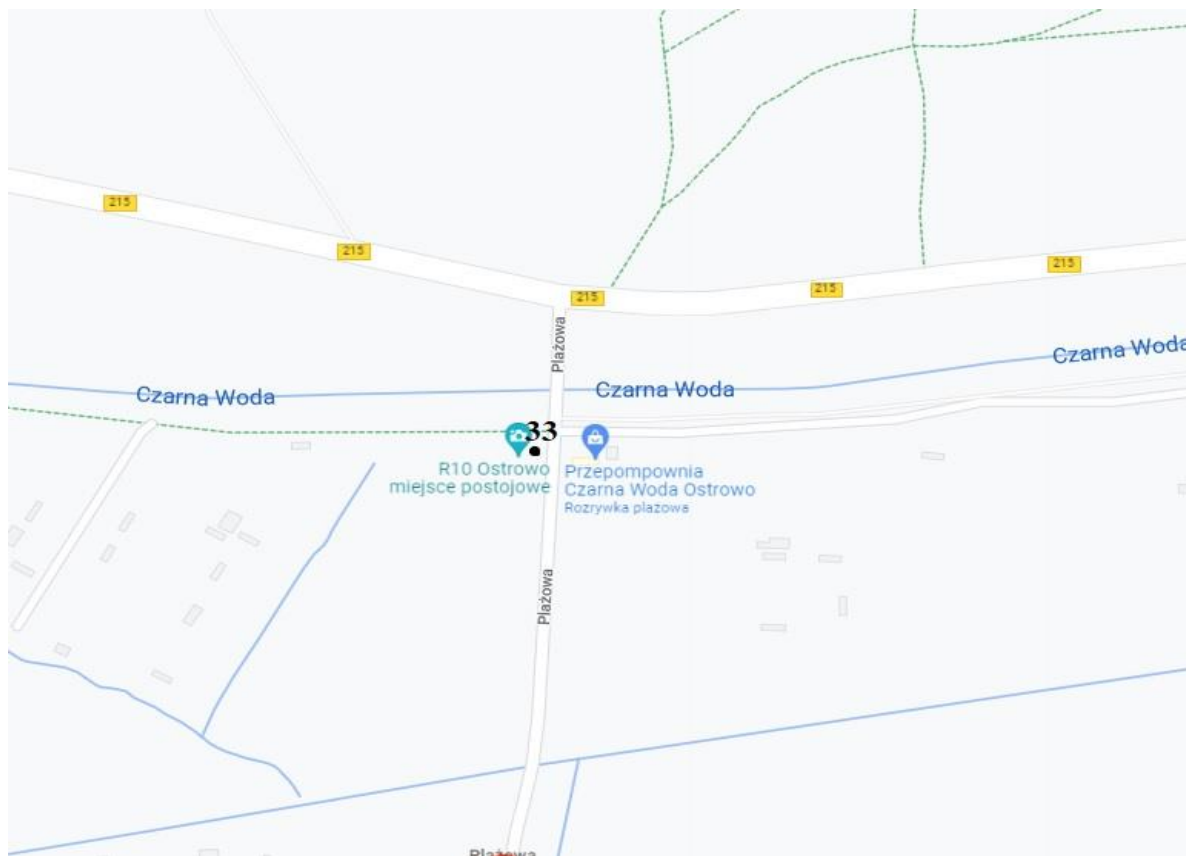 215
215
215
215
215
Plażowa
Czarna Woda
Czarna Woda
Czarna Woda
33
R10 Ostrowo
miejsce postojowe
Przepompownia
Czarna Woda Ostrowo
Rozrywka plażowa
Plażowa
Plażowa